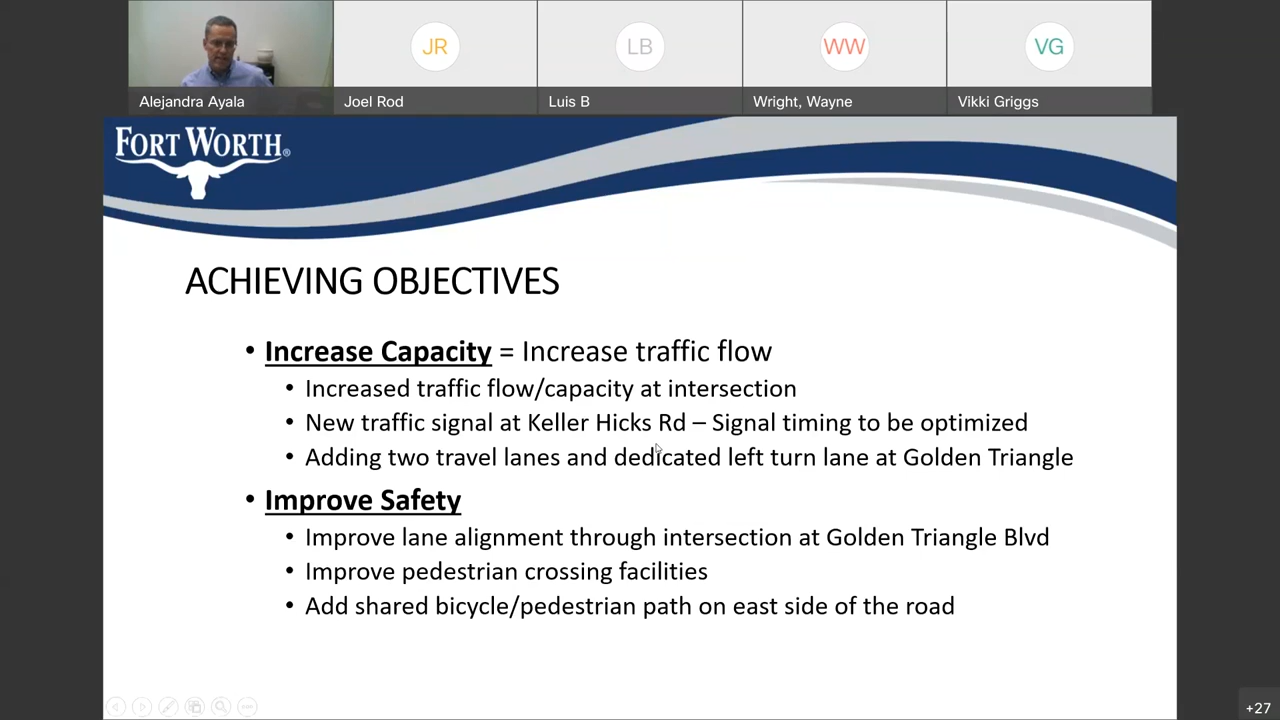 JR
LB
WW
VG
Alejandra Ayala
Joel Rod
Luis B
Wright, Wayne
Vikki Griggs
FORT WORTH®
ACHIEVING OBJECTIVES
• Increase Capacity = Increase traffic flow
• Increased traffic flow/capacity at intersection
• New traffic signal at Keller Hicks Rd – Signal timing to be optimized
• Adding two travel lanes and dedicated left turn lane at Golden Triangle
• Improve Safety
• Improve lane alignment through intersection at Golden Triangle Blvd
• Improve pedestrian crossing facilities
• Add shared bicycle/pedestrian path on east side of the road
+27